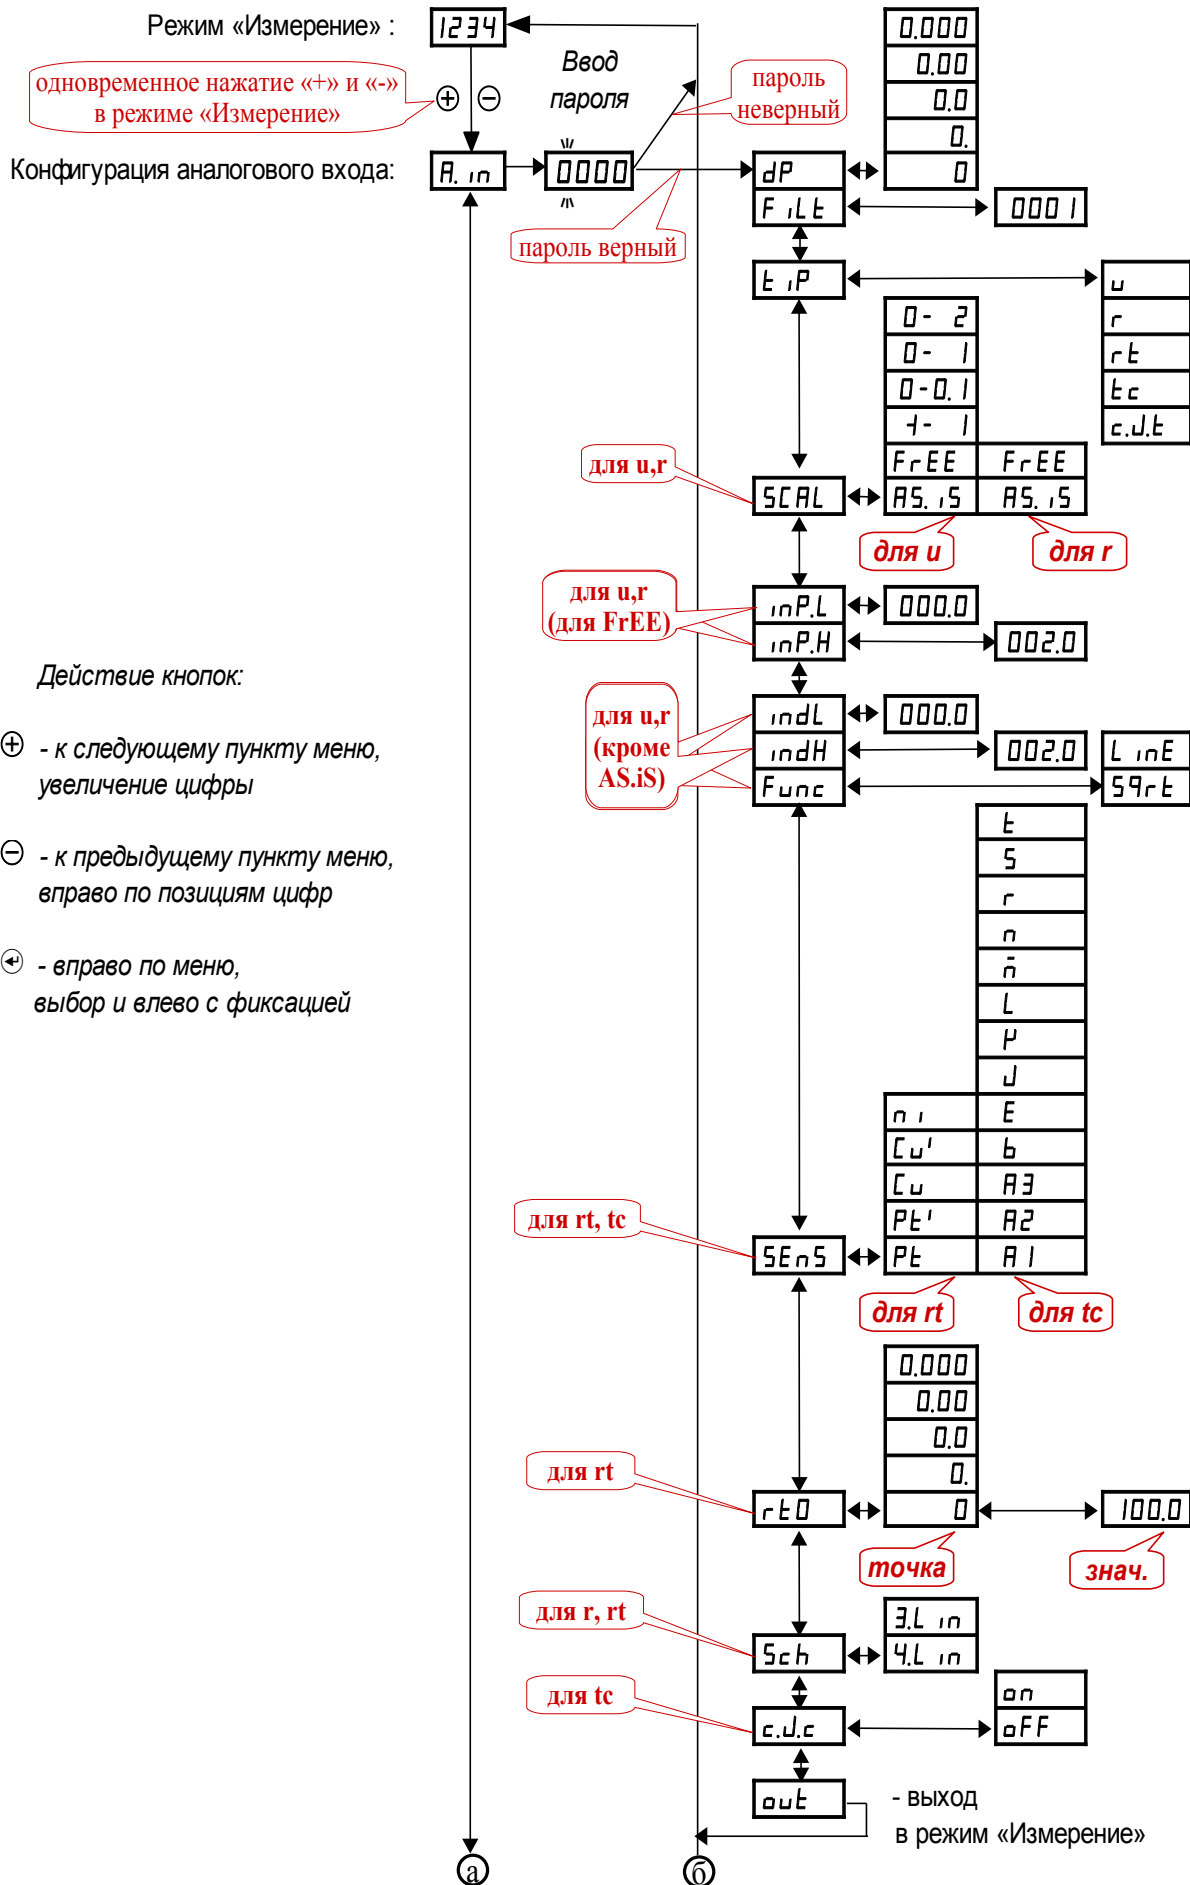 Режим «Измерение» :
1234
0.000
одновременное нажатие «+» и «-»
в режиме «Измерение»
Ввод
пароля
пароль
неверный
0.00
0.0
0.
0
Конфигурация аналогового входа:
A. in
0000
dP
FiLt
0001
пароль верный
tiP
u
r
rt
tc
c.J.t
0- 2
0- 1
0-0.1
-1- 1
FrEE
FrEE
для u,r
SCAL
AS.iS
AS.iS
для u
для r
для u,r
(для FrEE)
inP.L
000.0
inP.H
002.0
Действие кнопок:
для u,r
(кроме
AS.iS)
indL
000.0
indH
002.0
LinE
Func
Sqrt
+ - к следующему пункту меню,
увеличение цифры
- - к предыдущему пункту меню,
вправо по позициям цифр
- вправо по меню,
выбор и влево с фиксацией
t
S
r
n
L
J
ni
E
Cu'
b
Cu
A3
Pt'
A2
для rt, tc
SEnS
Pt
A1
для rt
для tc
0.000
0.00
0.0
0.
для rt
rt0
0
100.0
точка
знач.
для r, rt
3.Lin
Sch
4.Lin
для tc
on
c.J.c
oFF
out
- выход
в режим «Измерение»
а
б